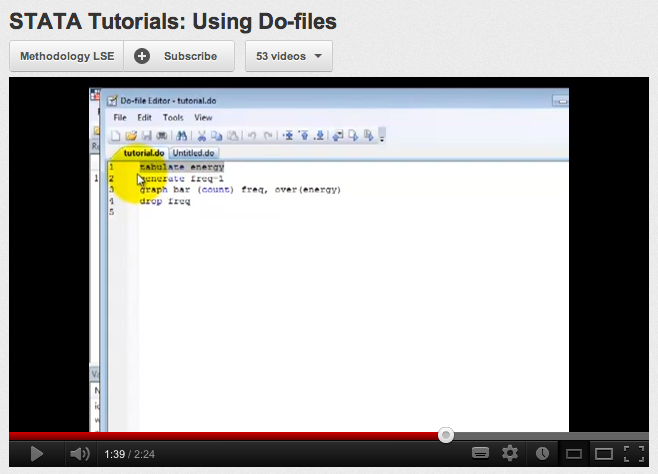 STATA Tutorials: Using Do-files
Methodology LSE
Subscribe
53 videos
Do-file Editor - tutorial.do
File Edit Tools View
tutorial.do Untitled.do
1 tabulate energy
2 generate freq=1
3 graph bar (count) freq, over(energy)
4 drop freq
5
1
1:39 / 2:24